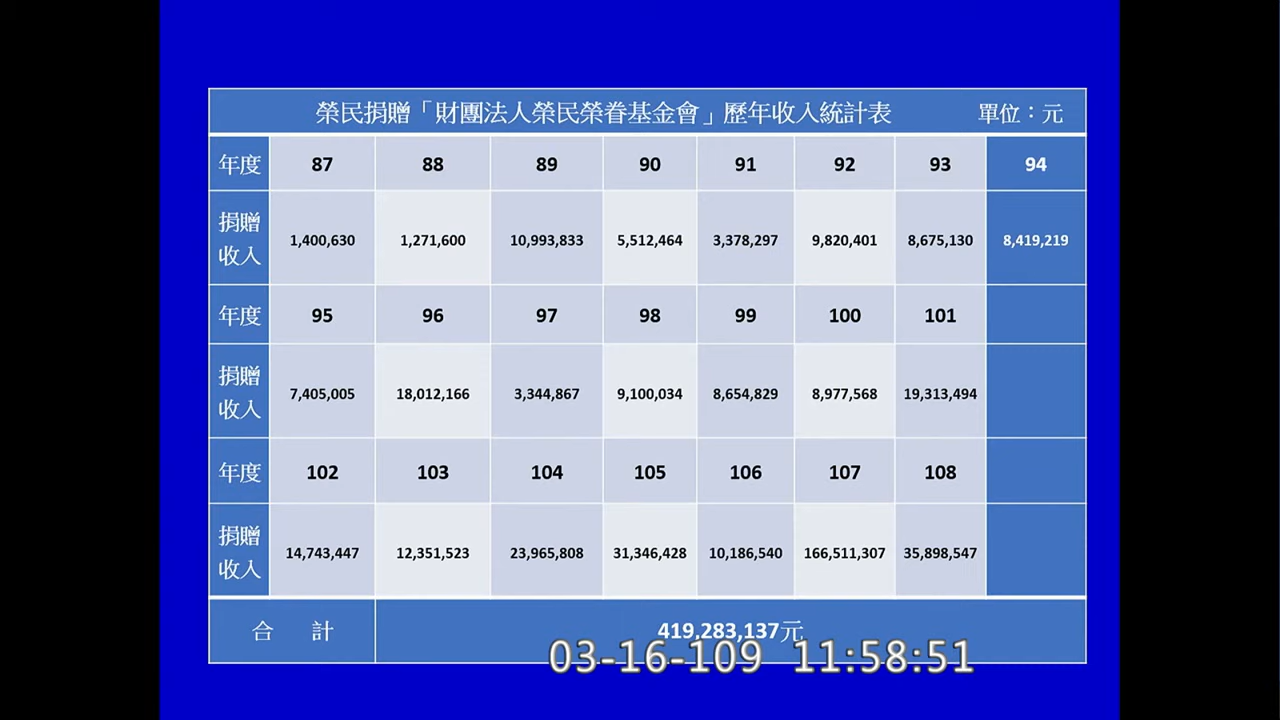 榮民捐贈「財團法人榮民榮眷基金會」歷年收入統計表 單位：元
年度 87 88 89 90 91 92 93 94
捐贈收入 1,400,630 1,271,600 10,993,833 5,512,464 3,378,297 9,820,401 8,675,130 8,419,219
年度 95 96 97 98 99 100 101
捐贈收入 7,405,005 18,012,166 3,344,867 9,100,034 8,654,829 8,977,568 19,313,494
年度 102 103 104 105 106 107 108
捐贈收入 14,743,447 12,351,523 23,965,808 31,346,428 10,186,540 166,511,307 35,898,547
合計 419,283,137元
03-16-109 11:58:51